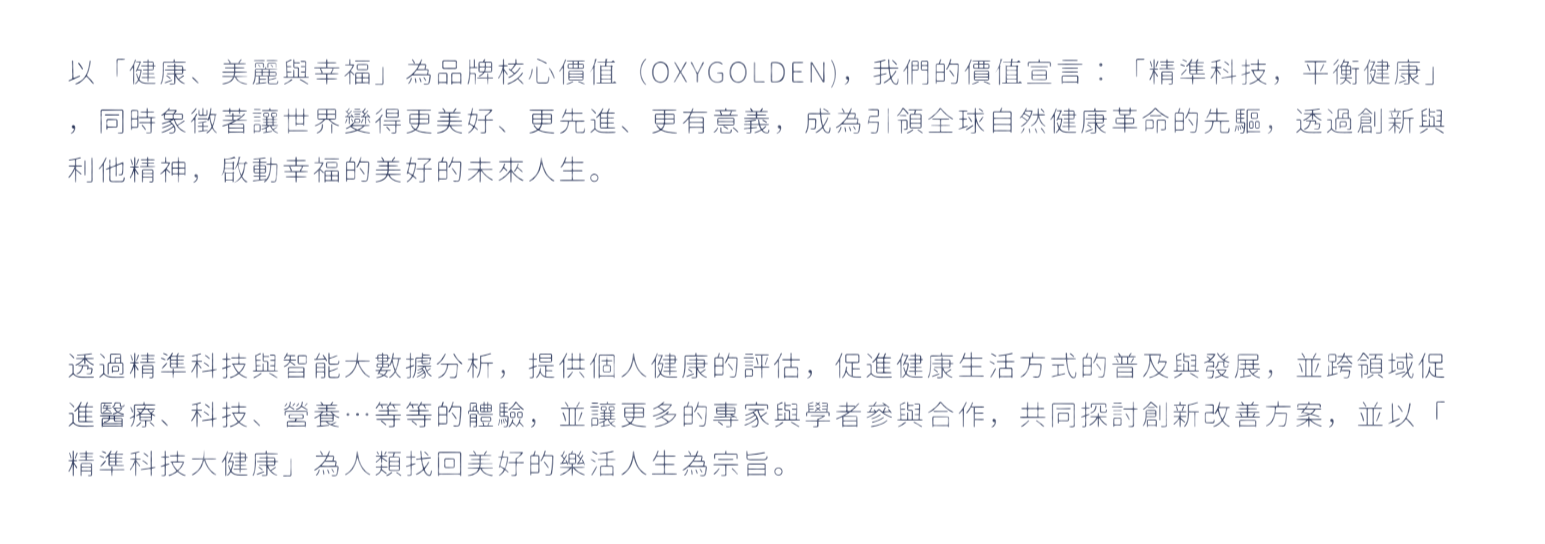 以「健康、美麗與幸福」為品牌核心價值（OXYGOLDEN)，我們的價值宣言：「精準科技，平衡健康」
，同時象徵著讓世界變得更美好、更先進、更有意義，成為引領全球自然健康革命的先驅，透過創新與
利他精神，啟動幸福的美好的未來人生。
透過精準科技與智能大數據分析，提供個人健康的評估，促進健康生活方式的普及與發展，並跨領域促
進醫療、科技、營養…等等的體驗，並讓更多的專家與學者參與合作，共同探討創新改善方案，並以「
精準科技大健康」為人類找回美好的樂活人生為宗旨。